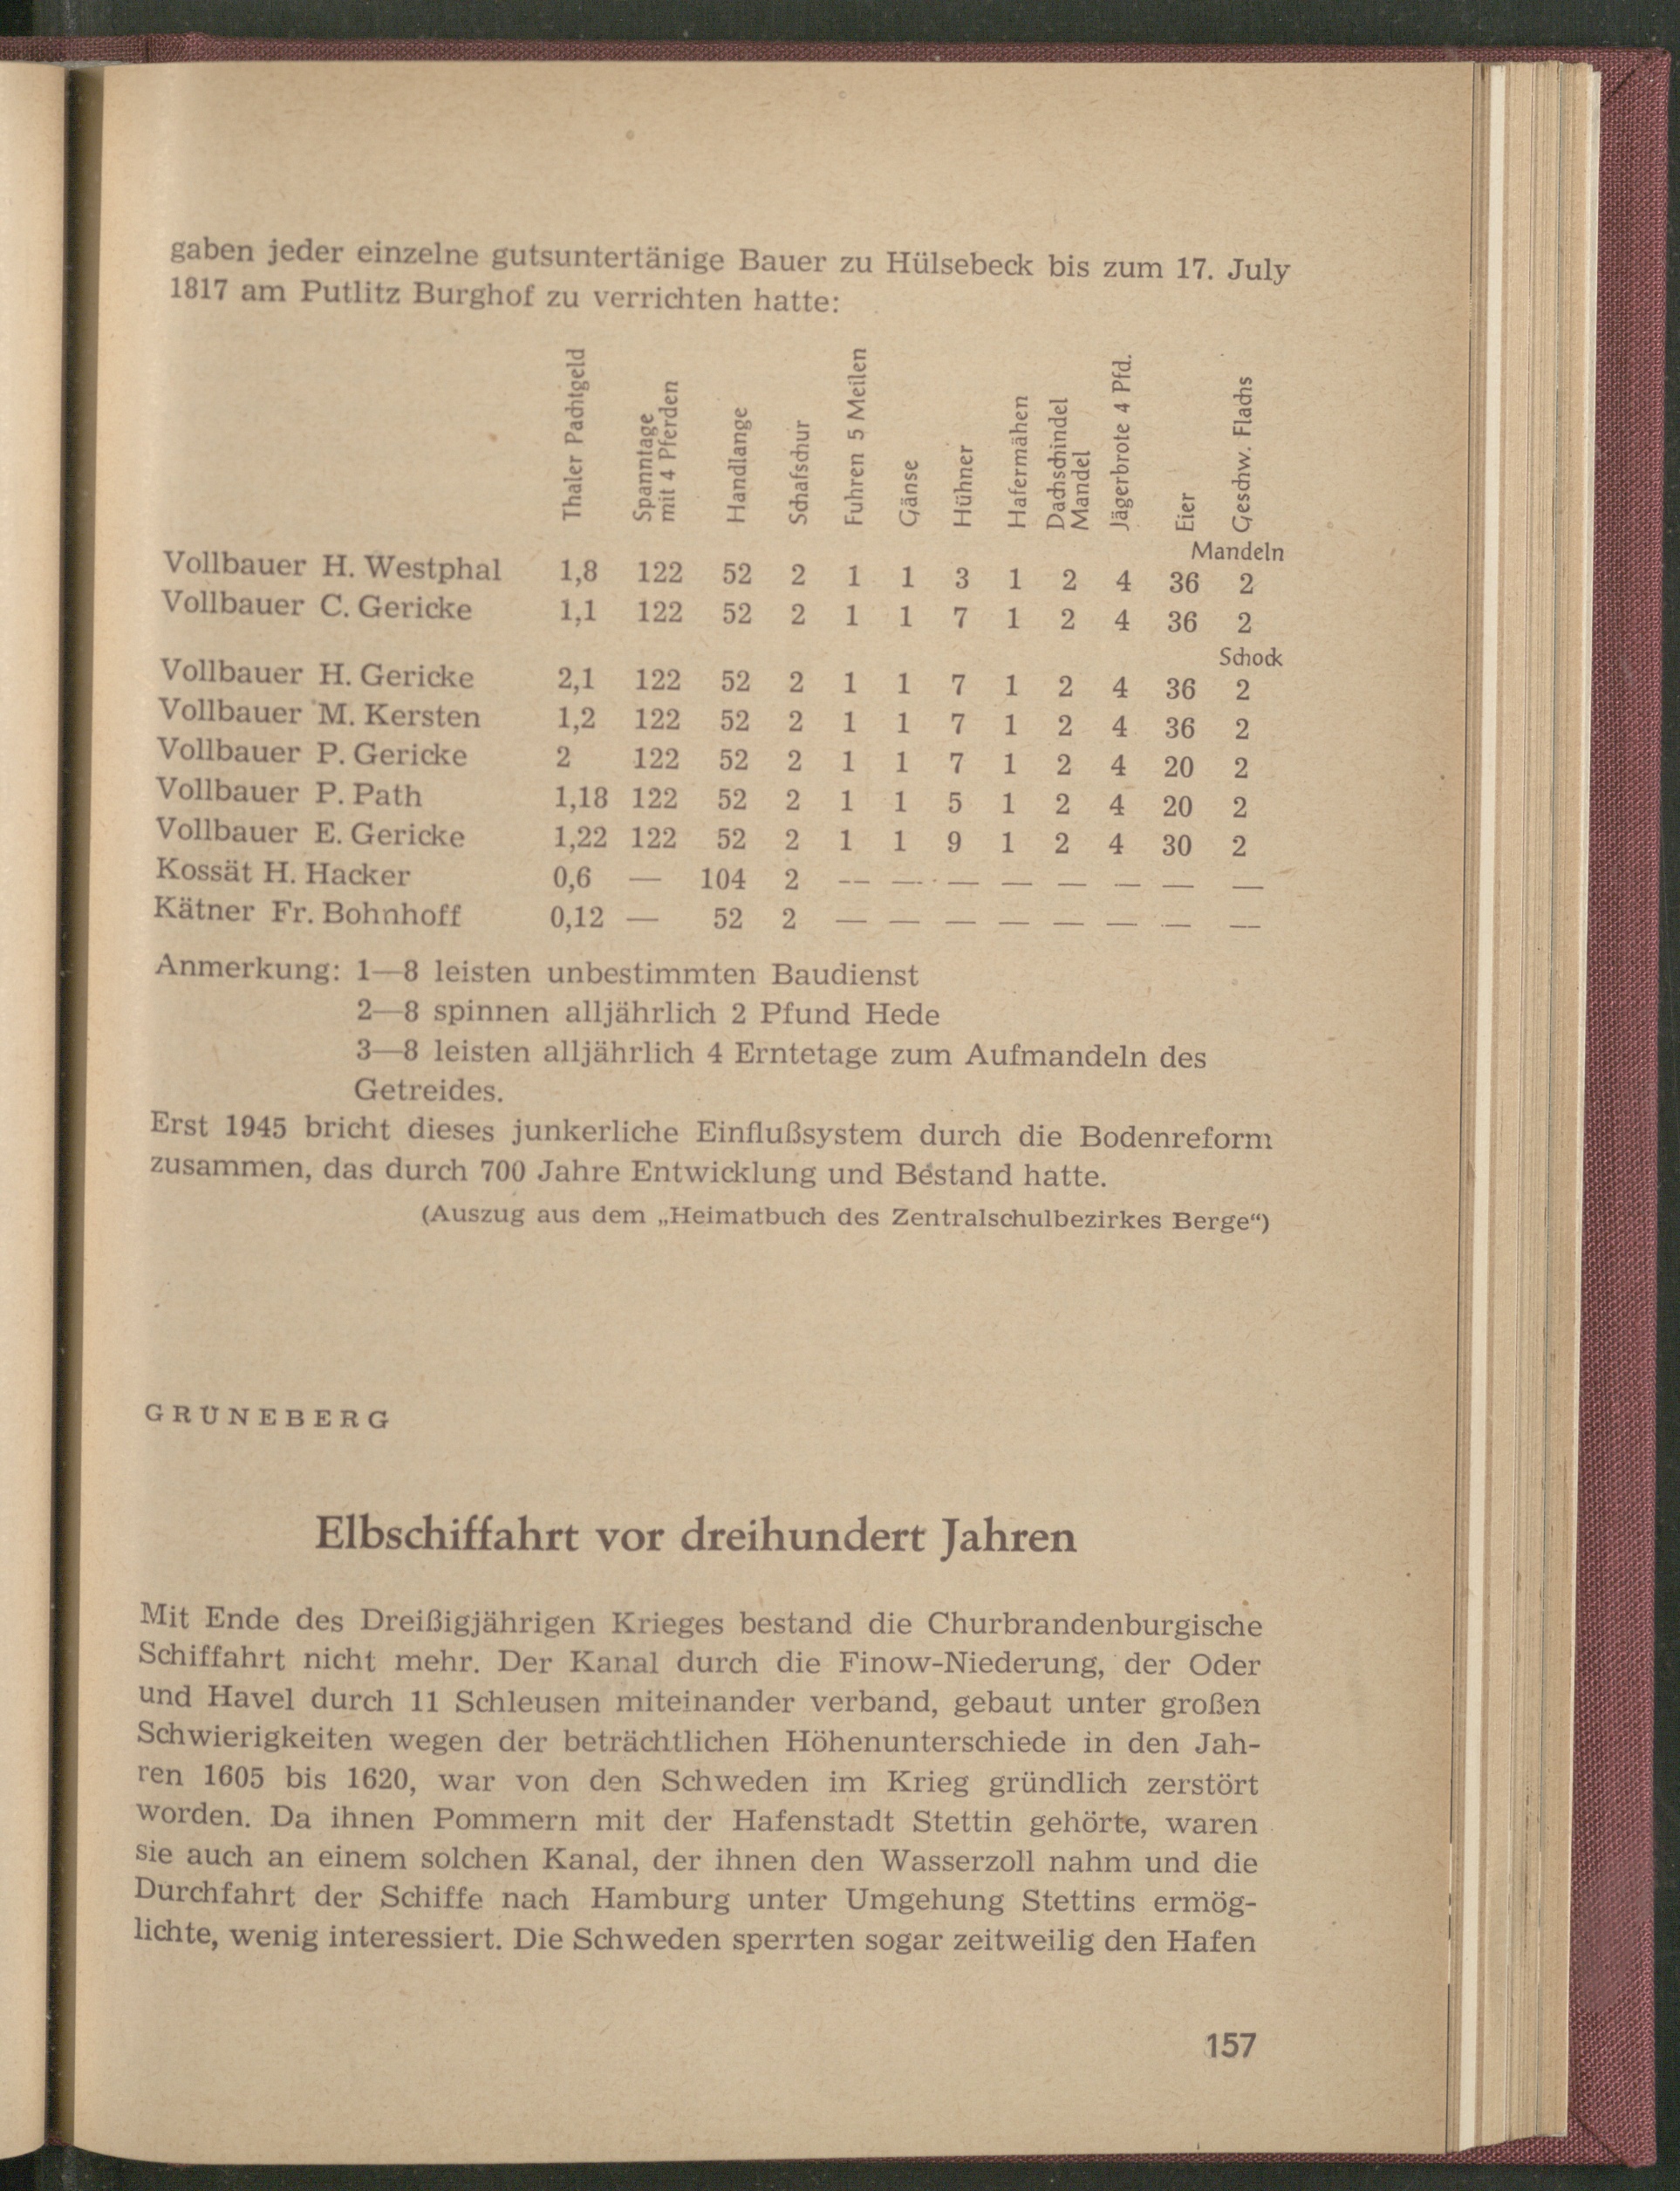 gaben jeder einzelne gutsuntertänige Bauer zu Hülsebeck bis zum 17. July
1817 am Putlitz Burghof zu verrichten hatte:
Thaler Pachtgeld
Spanntage
mit 4 Pferden
Handlange
Schafschur
Fuhren 5 Meilen
Gänse
Hühner
Hafermähen
Dachschindel
Mandel
Jägerbrote 4 Pfd.
Eier
Geschw. Flachs
Mandeln
Vollbauer H. Westphal 1,8 122 52 2 1 1 3 1 2 4 36 2
Vollbauer C. Gericke 1,1 122 52 2 1 1 7 1 2 4 36 2
Schock
Vollbauer H. Gericke 2,1 122 52 2 1 1 7 1 2 4 36 2
Vollbauer M. Kersten 1,2 122 52 2 1 1 7 1 2 4 36 2
Vollbauer P. Gericke 2 122 52 2 1 1 7 1 2 4 20 2
Vollbauer P. Path 1,18 122 52 2 1 1 5 1 2 4 20 2
Vollbauer E. Gericke 1,22 122 52 2 1 1 9 1 2 4 30 2
Kossät H. Hacker 0,6 — 104 2 — — — — — — — —
Kätner Fr. Bohnhoff 0,12 — 52 2 — — — — — — — —
Anmerkung: 1—8 leisten unbestimmten Baudienst
2—8 spinnen alljährlich 2 Pfund Hede
3—8 leisten alljährlich 4 Erntetage zum Aufmandeln des
Getreides.
Erst 1945 bricht dieses junkerliche Einflußsystem durch die Bodenreform
zusammen, das durch 700 Jahre Entwicklung und Bestand hatte.
(Auszug aus dem „Heimatbuch des Zentralschulbezirkes Berge“)
GRÜNEBERG
Elbschiffahrt vor dreihundert Jahren
Mit Ende des Dreißigjährigen Krieges bestand die Churbrandenburgische
Schiffahrt nicht mehr. Der Kanal durch die Finow-Niederung, der Oder
und Havel durch 11 Schleusen miteinander verband, gebaut unter großen
Schwierigkeiten wegen der beträchtlichen Höhenunterschiede in den Jah-
ren 1605 bis 1620, war von den Schweden im Krieg gründlich zerstört
worden. Da ihnen Pommern mit der Hafenstadt Stettin gehörte, waren
sie auch an einem solchen Kanal, der ihnen den Wasserzoll nahm und die
Durchfahrt der Schiffe nach Hamburg unter Umgehung Stettins ermög-
lichte, wenig interessiert. Die Schweden sperrten sogar zeitweilig den Hafen
157